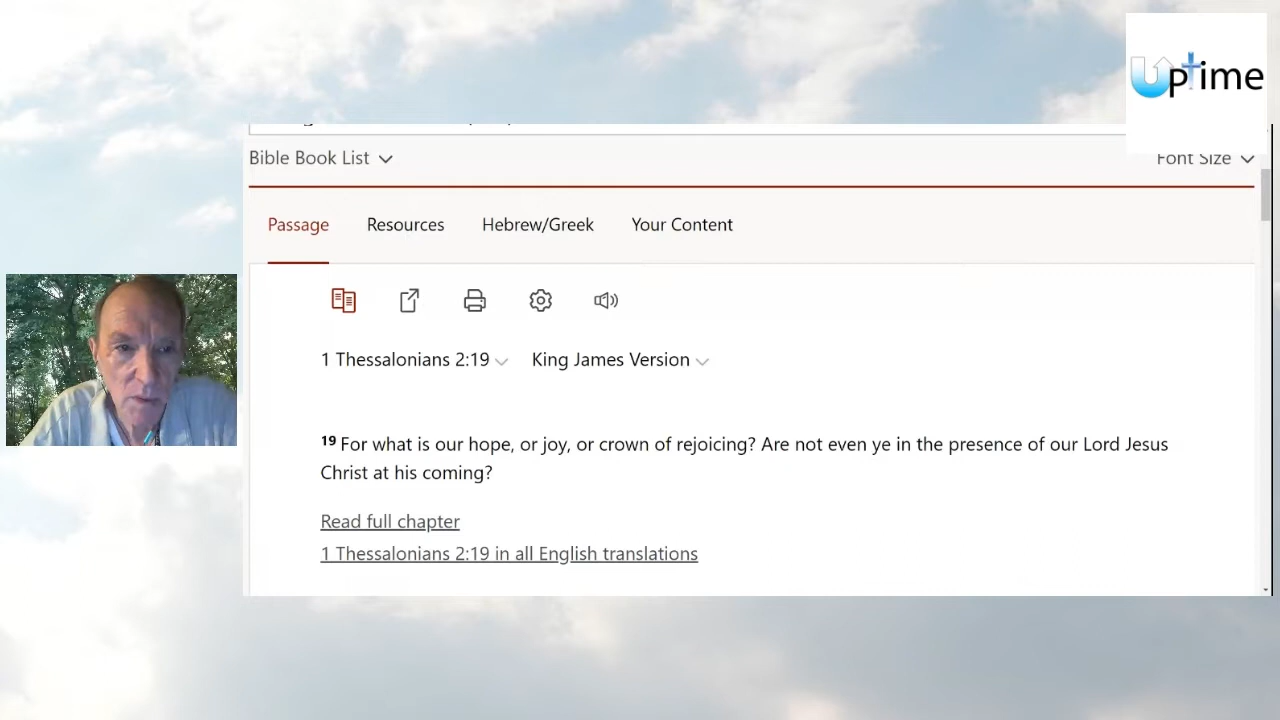 Uptime
Bible Book List
Font Size
Passage Resources Hebrew/Greek Your Content
1 Thessalonians 2:19 King James Version
19 For what is our hope, or joy, or crown of rejoicing? Are not even ye in the presence of our Lord Jesus
Christ at his coming?
Read full chapter
1 Thessalonians 2:19 in all English translations